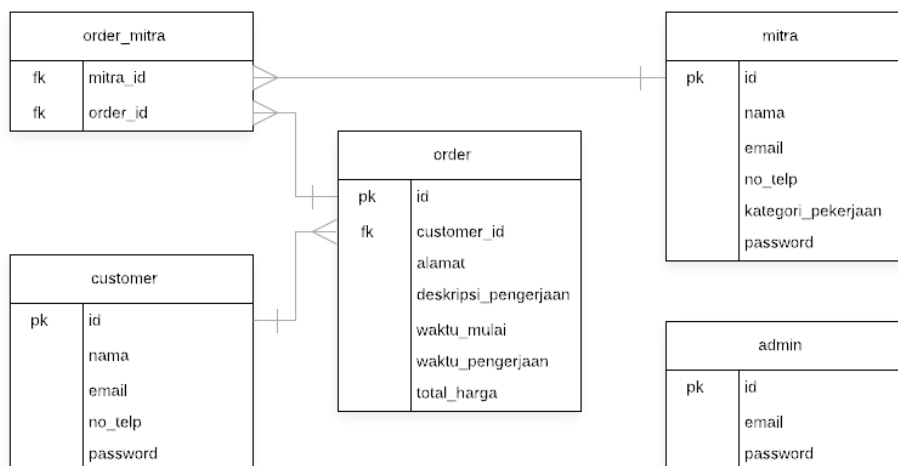 order_mitra
fk mitra_id
fk order_id
mitra
pk id
nama
email
no_telp
kategori_pekerjaan
password
order
pk id
fk customer_id
alamat
deskripsi_pengerjaan
waktu_mulai
waktu_pengerjaan
total_harga
customer
pk id
nama
email
no_telp
password
admin
pk id
email
password